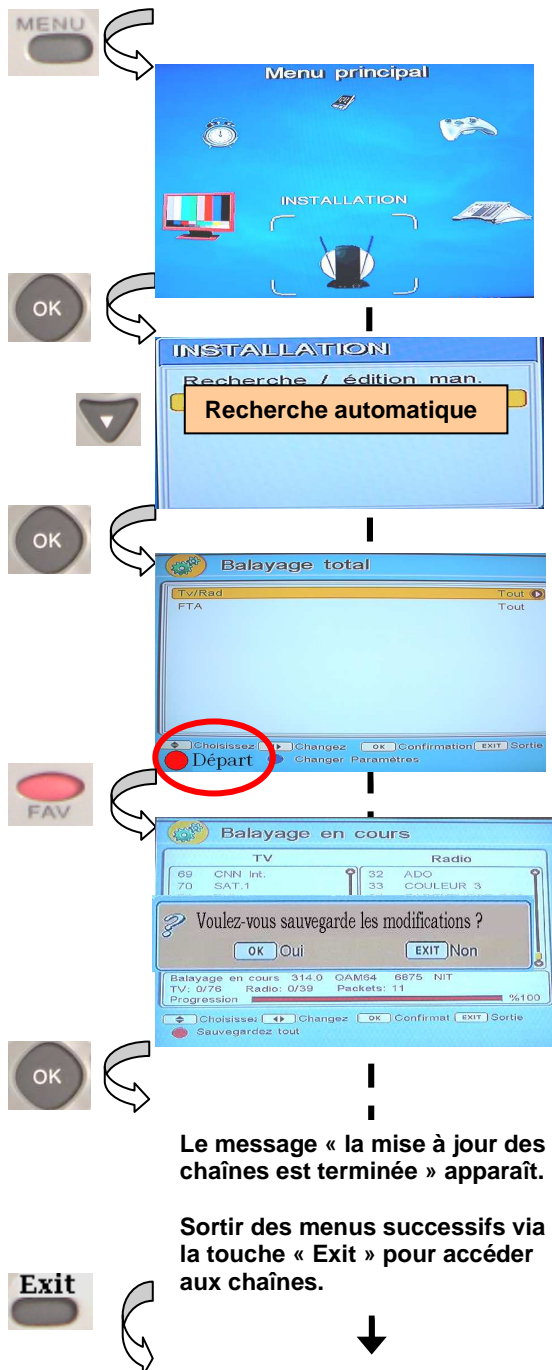 MENU
Menu principal
INSTALLATION
OK
INSTALLATION
Recherche / édition man.
Recherche automatique
OK
Balayage total
Tv/Rad Tout
FTA Tout
Choisissez Changez OK Confirmation EXIT Sortie
Départ Changer Paramètres
FAV
Balayage en cours
TV Radio
69 CNN Int. 32 ADO
70 SAT.1 33 COULEUR 3
Voulez-vous sauvegarde les modifications ?
OK Oui EXIT Non
Balayage en cours 314.0 QAM64 6875 NIT
TV: 0/76 Radio: 0/39 Packets: 11
Progression %100
Choisissez Changez OK Confirmat EXIT Sortie
Sauvegardez tout
OK
Le message « la mise à jour des
chaînes est terminée » apparaît.
Sortir des menus successifs via
la touche « Exit » pour accéder
aux chaînes.
Exit